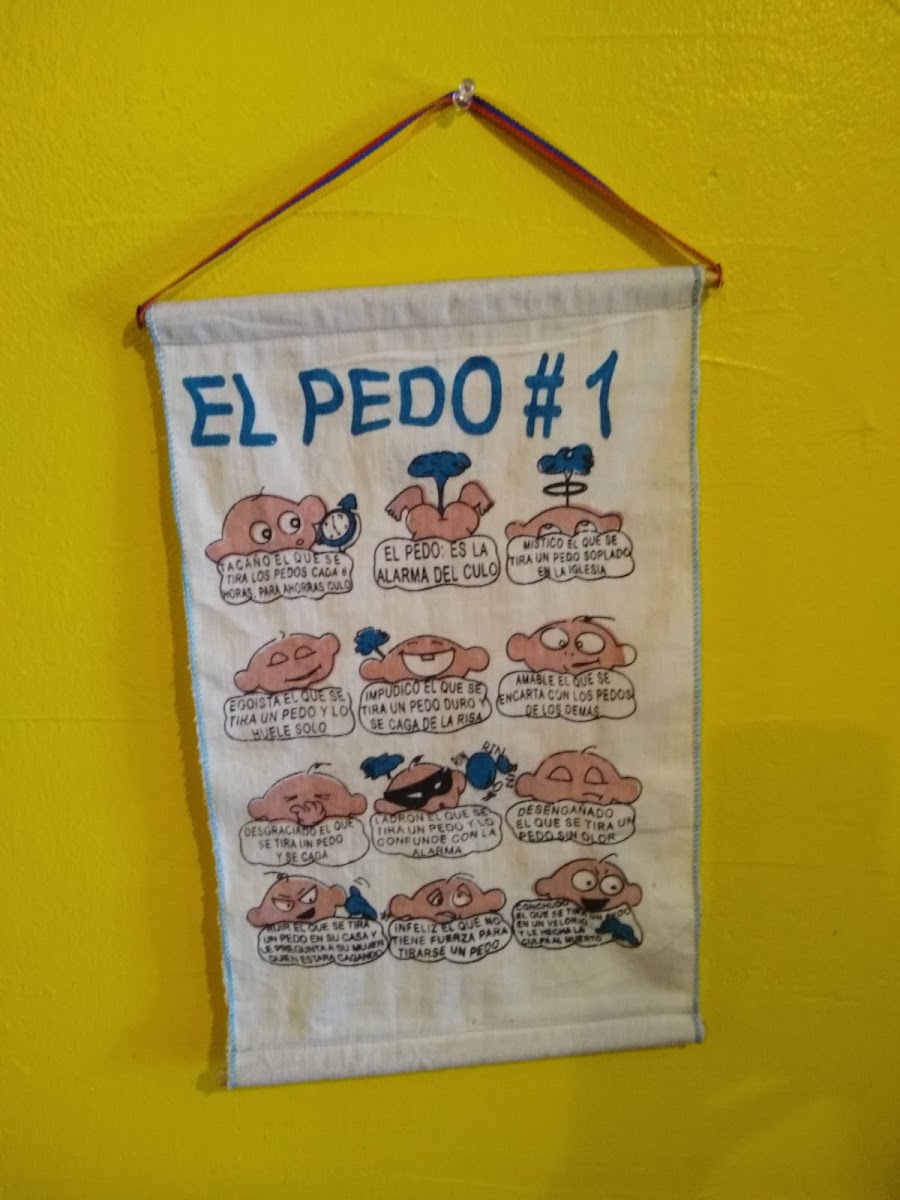 EL PEDO #1
TACAÑO EL QUE SE
TIRA LOS PEDOS CADA 6
HORAS, PARA AHORRAS CULO
EL PEDO: ES LA
ALARMA DEL CULO
MISTICO EL QUE SE
TIRA UN PEDO SOPLADO
EN LA IGLESIA
EGOISTA EL QUE SE
TIRA UN PEDO Y LO
HUELE SOLO
IMPUDICO EL QUE SE
TIRA UN PEDO DURO Y
SE CAGA DE LA RISA
AMABLE EL QUE SE
ENCARTA CON LOS PEDOS
DE LOS DEMAS
DESGRACIADO EL QUE
SE TIRA UN PEDO
Y SE CAGA
RIN RIN RIN
LADRON EL QUE SE
TIRA UN PEDO Y LO
CONFUNDE CON LA
ALARMA
DESENGAÑADO
EL QUE SE TIRA UN
PEDO SIN OLOR
RUIR EL QUE SE TIRA
UN PEDO EN SU CASA Y
LE PREGUNTA A SU MUJER
QUIEN ESTARA CAGANDO
INFELIZ EL QUE NO
TIENE FUERZA PARA
TIRARSE UN PEDO
CONCHUDO
EL QUE SE TIRA UN PEDO
EN UN VELORIO
Y LE HECHA LA
CULPA AL MUERTO